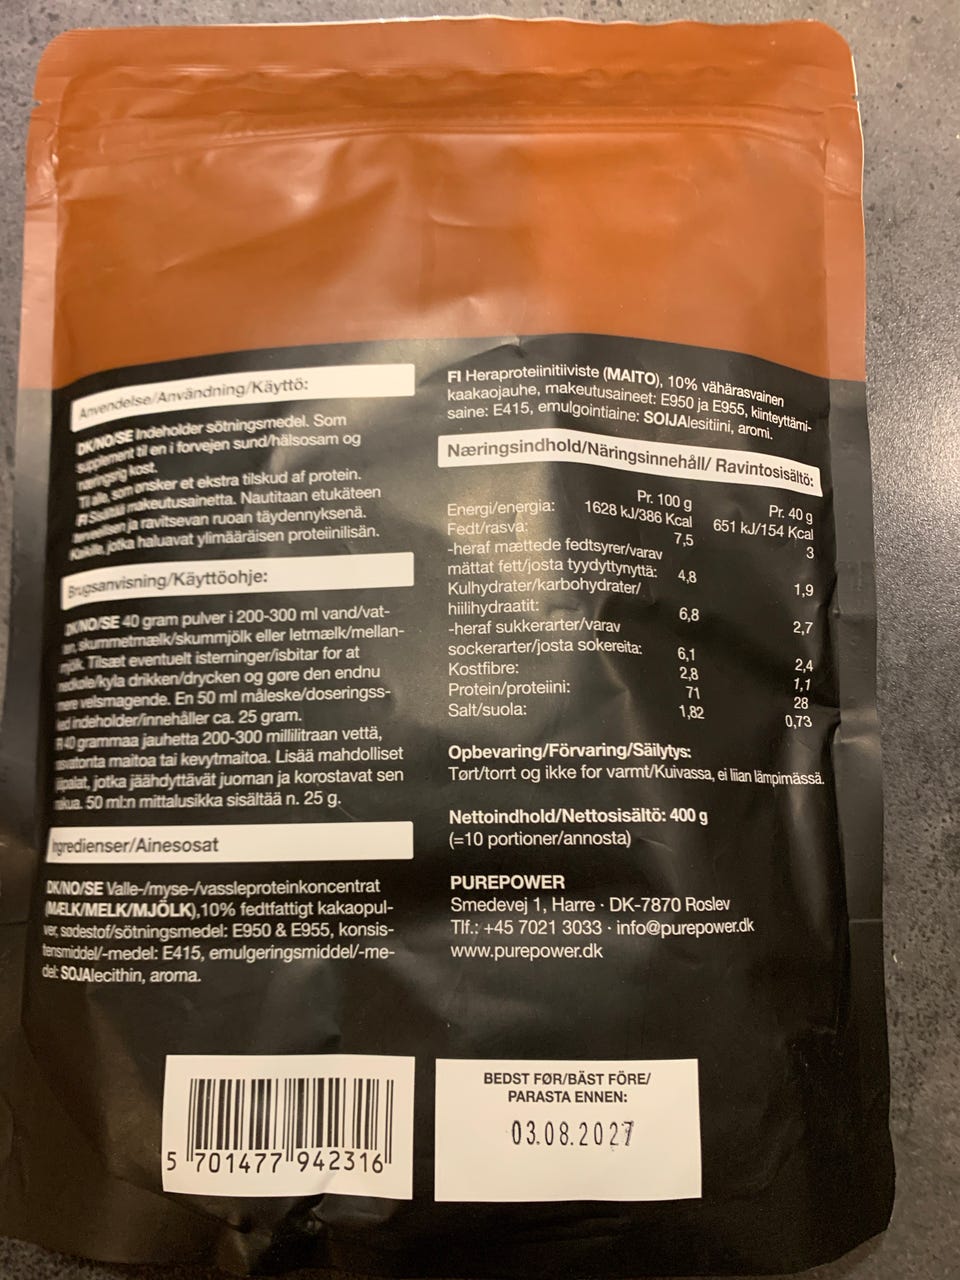 Anvendelse/Användning/Käyttö:
DK/NO/SE Indeholder sötningsmedel. Som
supplement til en i forvejen sund/hälsosam og
næringsrig kost.
Til alle, som ønsker et ekstra tilskud af protein.
FI Sisältää makeutusainetta. Nautitaan etukäteen
terveellisen ja ravitsevan ruoan täydennyksenä.
Kaikille, jotka haluavat ylimääräisen proteiinilisän.
Brugsanvisning/Käyttöohje:
DK/NO/SE 40 gram pulver i 200-300 ml vand/vat-
ten, skummetmælk/skummjölk eller letmælk/mellan-
mjölk. Tilsæt eventuelt isterninger/isbitar for at
nedkøle/kyla drikken/drycken og gøre den endnu
mere velsmagende. En 50 ml måleske/doseringss-
ked indeholder/innehåller ca. 25 gram.
FI 40 grammaa jauhetta 200-300 millilitraan vettä,
rasvatonta maitoa tai kevytmaitoa. Lisää mahdolliset
jääpalat, jotka jäähdyttävät juoman ja korostavat sen
makua. 50 ml:n mittalusikka sisältää n. 25 g.
Ingredienser/Ainesosat
DK/NO/SE Valle-/myse-/vassleproteinkoncentrat
(MÆLK/MELK/MJÖLK),10% fedtfattigt kakaopul-
ver, sødestof/sötningsmedel: E950 & E955, konsis-
tensmiddel/-medel: E415, emulgeringsmiddel/-me-
del: SOJAlecithin, aroma.
FI Heraproteiinitiiviste (MAITO), 10% vähärasvainen
kaakaojauhe, makeutusaineet: E950 ja E955, kiinteyttämi-
saine: E415, emulgointiaine: SOIJAlesitiini, aromi.
Næringsindhold/Näringsinnehåll/ Ravintosisältö:
Pr. 100 g Pr. 40 g
Energi/energia: 1628 kJ/386 Kcal 651 kJ/154 Kcal
Fedt/rasva: 7,5 3
-heraf mættede fedtsyrer/varav
mättat fett/josta tyydyttynyttä: 4,8 1,9
Kulhydrater/karbohydrater/
hiilihydraatit: 6,8 2,7
-heraf sukkerarter/varav
sockerarter/josta sokereita: 6,1 2,4
Kostfibre: 2,8 1,1
Protein/proteiini: 71 28
Salt/suola: 1,82 0,73
Opbevaring/Förvaring/Säilytys:
Tørt/torrt og ikke for varmt/Kuivassa, ei liian lämpimässä.
Nettoindhold/Nettosisältö: 400 g
(=10 portioner/annosta)
PUREPOWER
Smedevej 1, Harre · DK-7870 Roslev
Tlf.: +45 7021 3033 · info@purepower.dk
www.purepower.dk
5 701477 942316
BEDST FØR/BÄST FÖRE/
PARASTA ENNEN:
03.08.2027